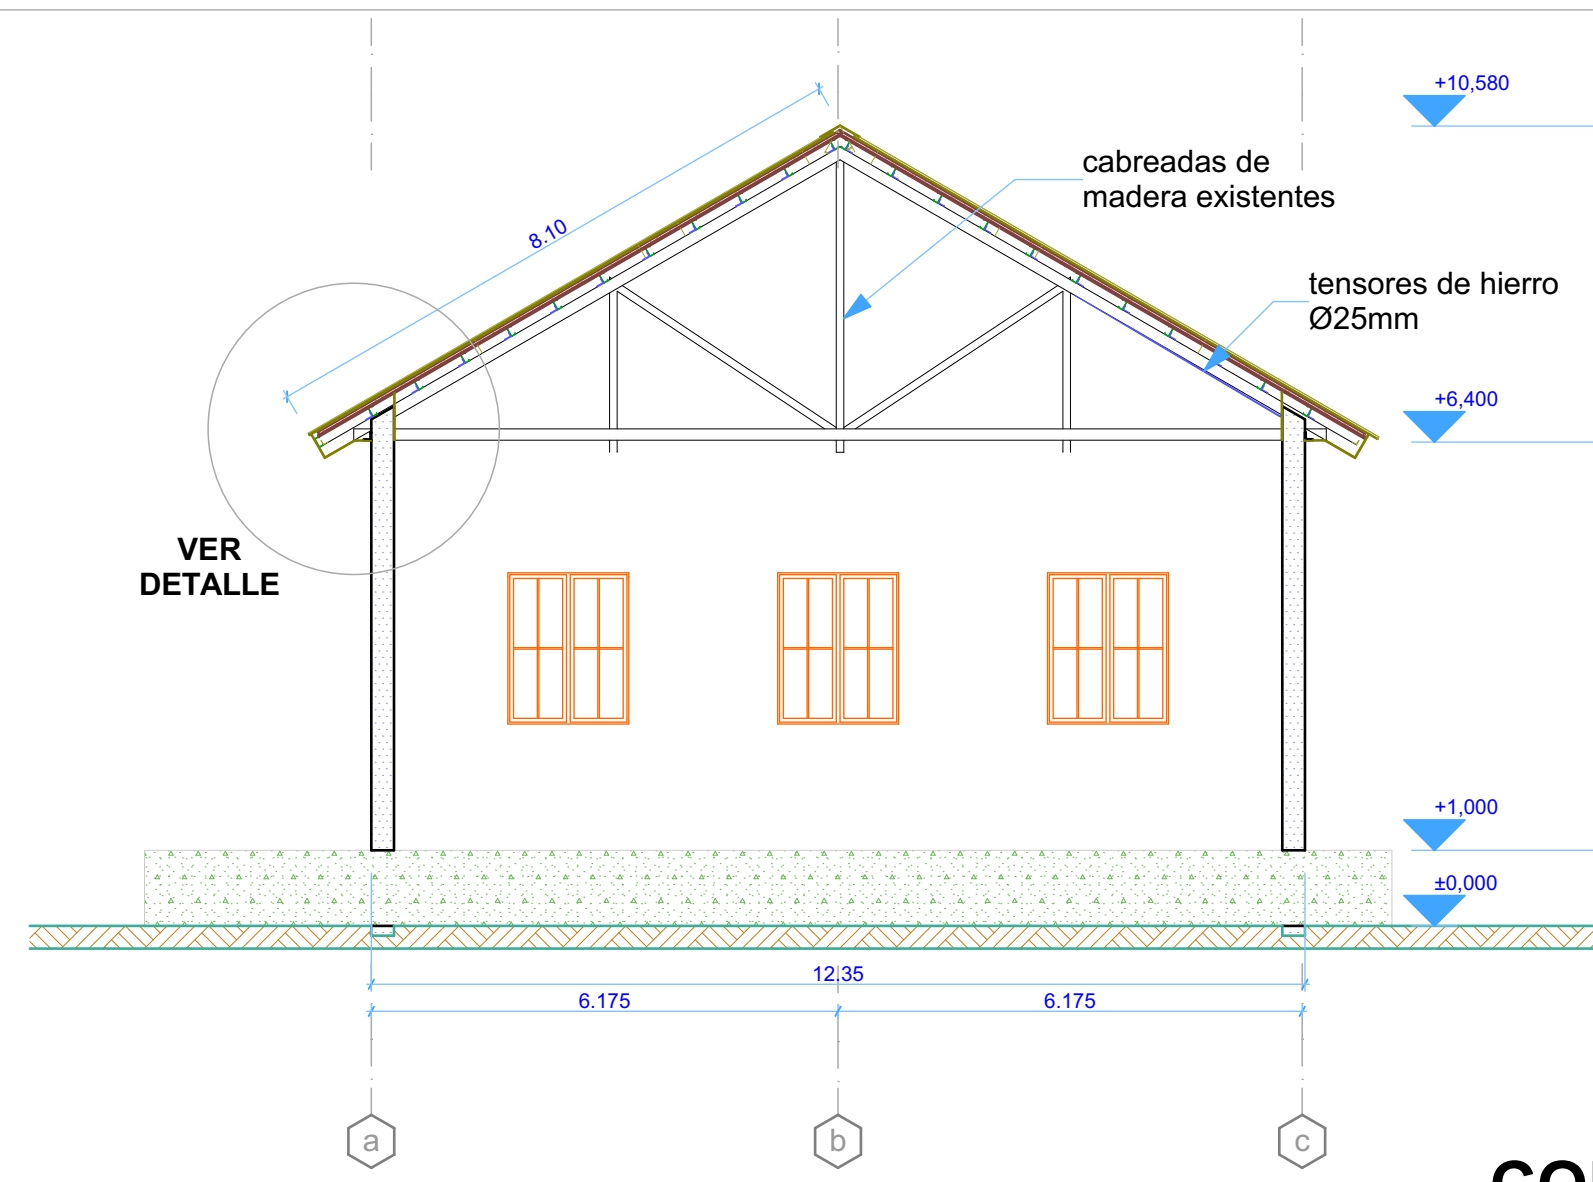 +10,580
cabreadas de
madera existentes
8.10
tensores de hierro
Ø25mm
+6,400
VER
DETALLE
+1,000
±0,000
12.35
6.175
6.175
a
b
c